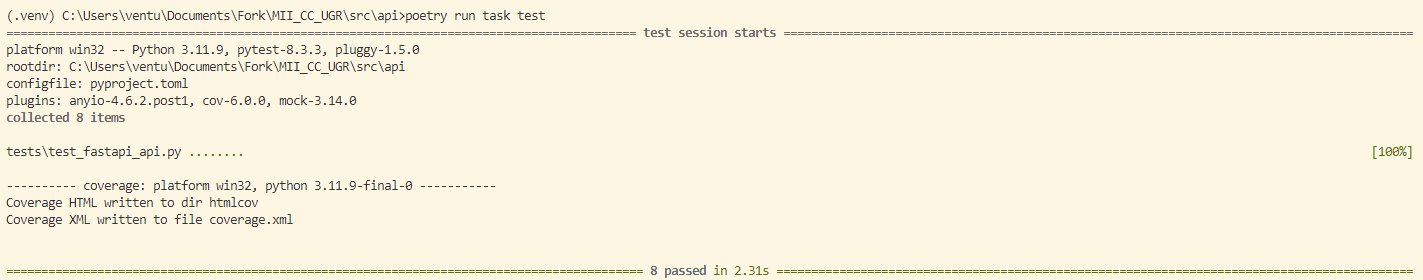 (.venv) C:\Users\ventu\Documents\Fork\MII_CC_UGR\src\api>poetry run task test
========================================================================================== test session starts ==========================================================================================
platform win32 -- Python 3.11.9, pytest-8.3.3, pluggy-1.5.0
rootdir: C:\Users\ventu\Documents\Fork\MII_CC_UGR\src\api
configfile: pyproject.toml
plugins: anyio-4.6.2.post1, cov-6.0.0, mock-3.14.0
collected 8 items
tests\test_fastapi_api.py ........ [100%]
---------- coverage: platform win32, python 3.11.9-final-0 -----------
Coverage HTML written to dir htmlcov
Coverage XML written to file coverage.xml
=========================================================================================== 8 passed in 2.31s ===========================================================================================